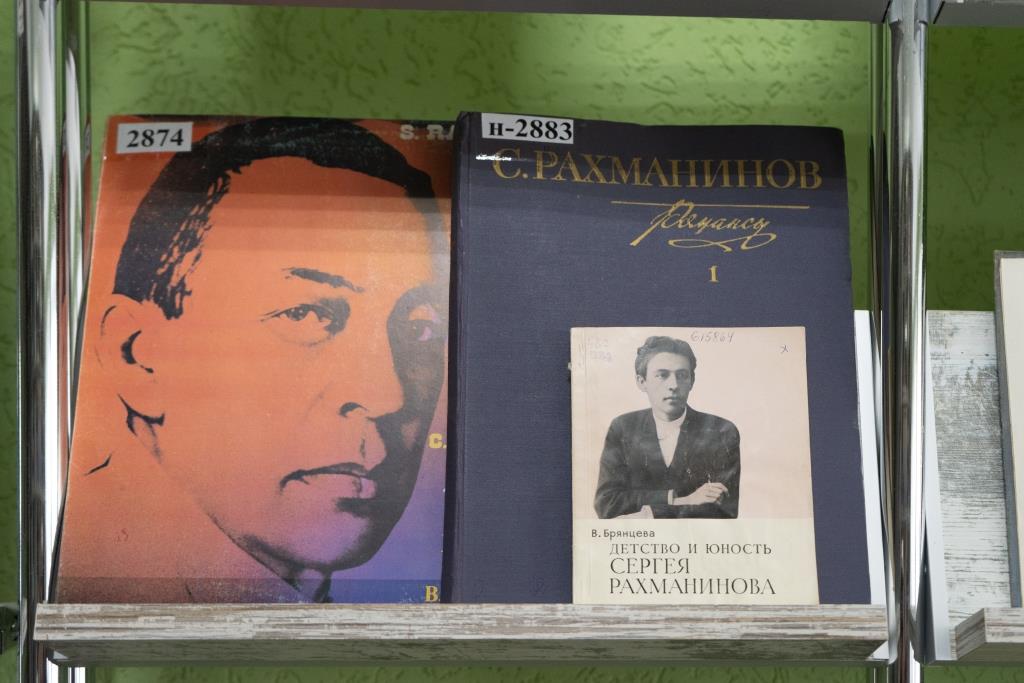 2874
S. RA
С.
В
н-2883
С.РАХМАНИНОВ
Романсы
1
615864
х
В. Брянцева
ДЕТСТВО И ЮНОСТЬ
СЕРГЕЯ
РАХМАНИНОВА